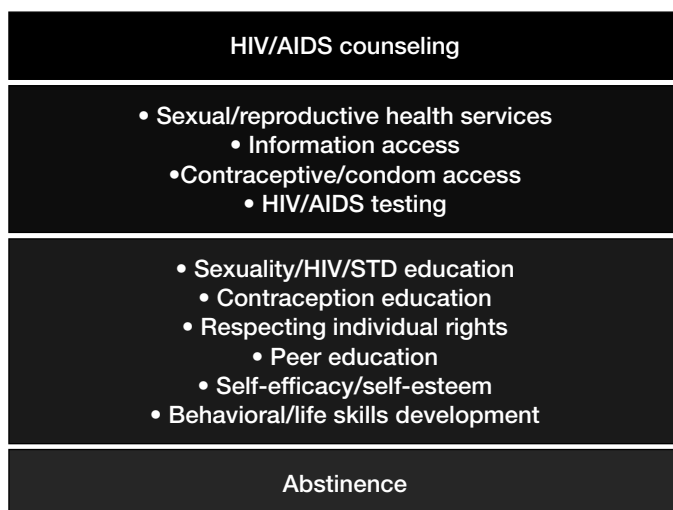 HIV/AIDS counseling
• Sexual/reproductive health services
• Information access
•Contraceptive/condom access
• HIV/AIDS testing
• Sexuality/HIV/STD education
• Contraception education
• Respecting individual rights
• Peer education
• Self-efficacy/self-esteem
• Behavioral/life skills development
Abstinence